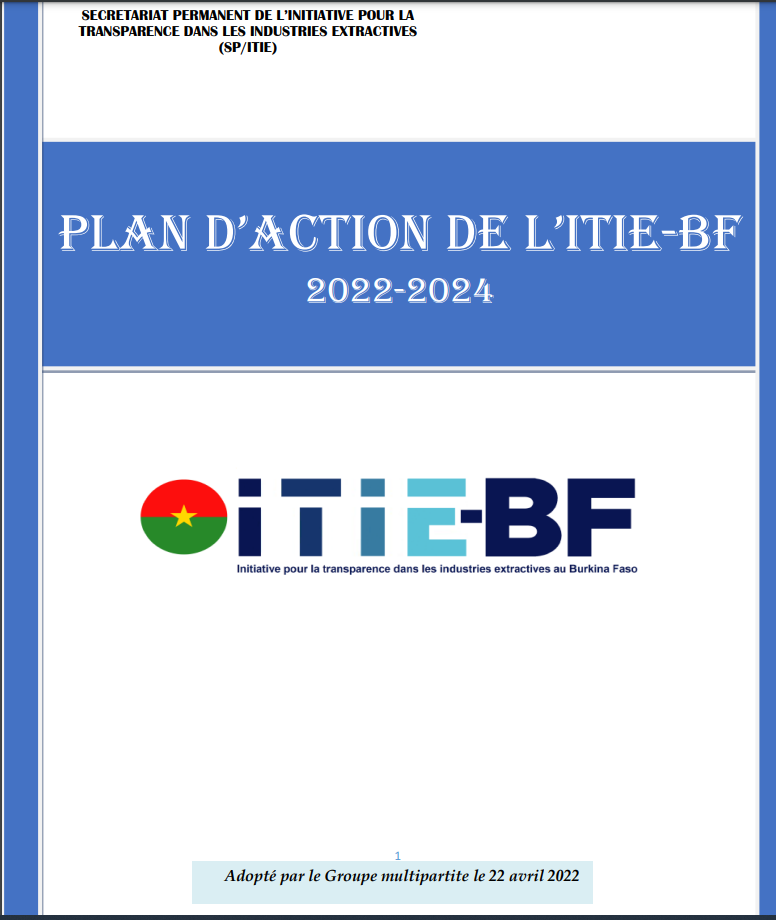 SECRETARIAT PERMANENT DE L'INITIATIVE POUR LA
TRANSPARENCE DANS LES INDUSTRIES EXTRACTIVES
(SP/ITIE)
PLAN D'ACTION DE L'ITIE-BF
2022-2024
iTiE-BF
Initiative pour la transparence dans les industries extractives au Burkina Faso
1
Adopté par le Groupe multipartite le 22 avril 2022